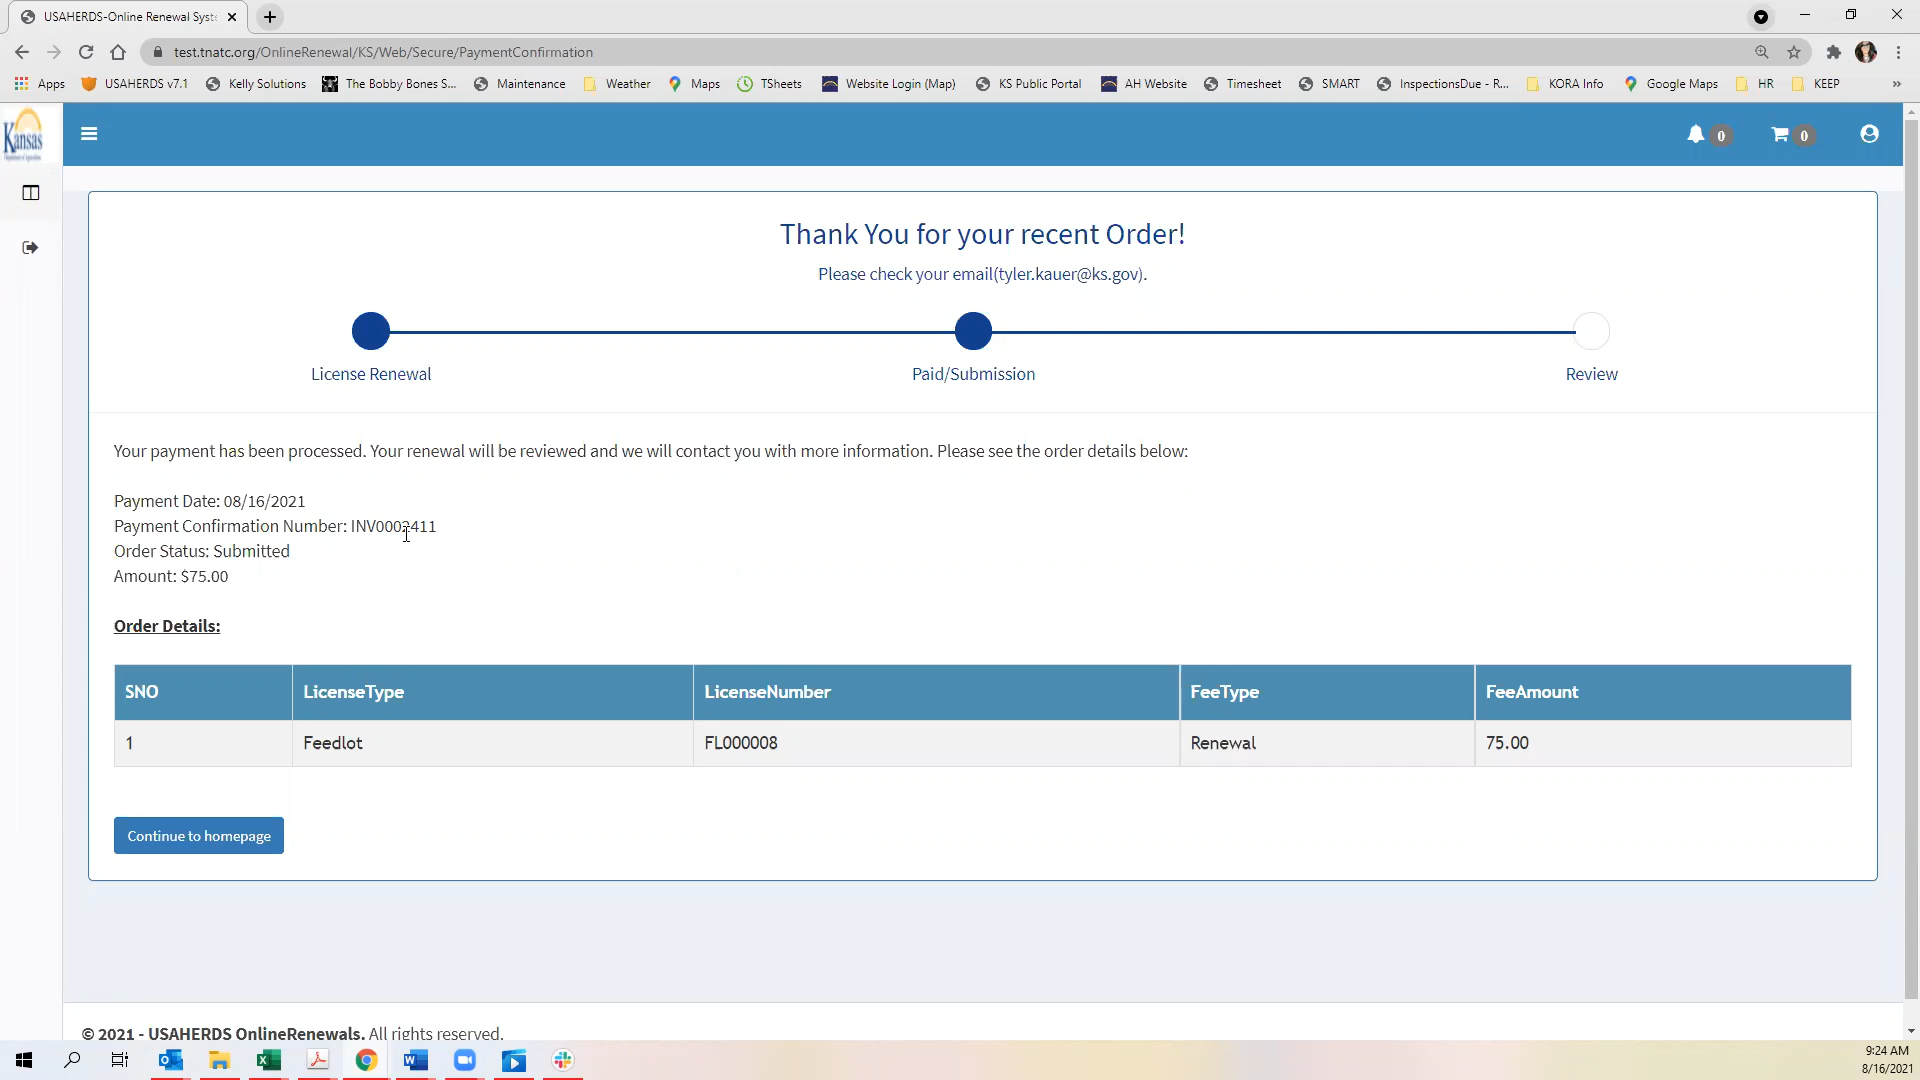 USAHERDS-Online Renewal Syst
test.tnatc.org/OnlineRenewal/KS/Web/Secure/PaymentConfirmation
Apps USAHERDS v7.1 Kelly Solutions The Bobby Bones S... Maintenance Weather Maps TSheets Website Login (Map) KS Public Portal AH Website Timesheet SMART InspectionsDue - R... KORA Info Google Maps HR KEEP »
Kansas
0 0
Thank You for your recent Order!
Please check your email(tyler.kauer@ks.gov).
License Renewal Paid/Submission Review
Your payment has been processed. Your renewal will be reviewed and we will contact you with more information. Please see the order details below:
Payment Date: 08/16/2021
Payment Confirmation Number: INV0002411
Order Status: Submitted
Amount: $75.00
Order Details:
SNO LicenseType LicenseNumber FeeType FeeAmount
1 Feedlot FL000008 Renewal 75.00
Continue to homepage
© 2021 - USAHERDS OnlineRenewals. All rights reserved.
9:24 AM
8/16/2021